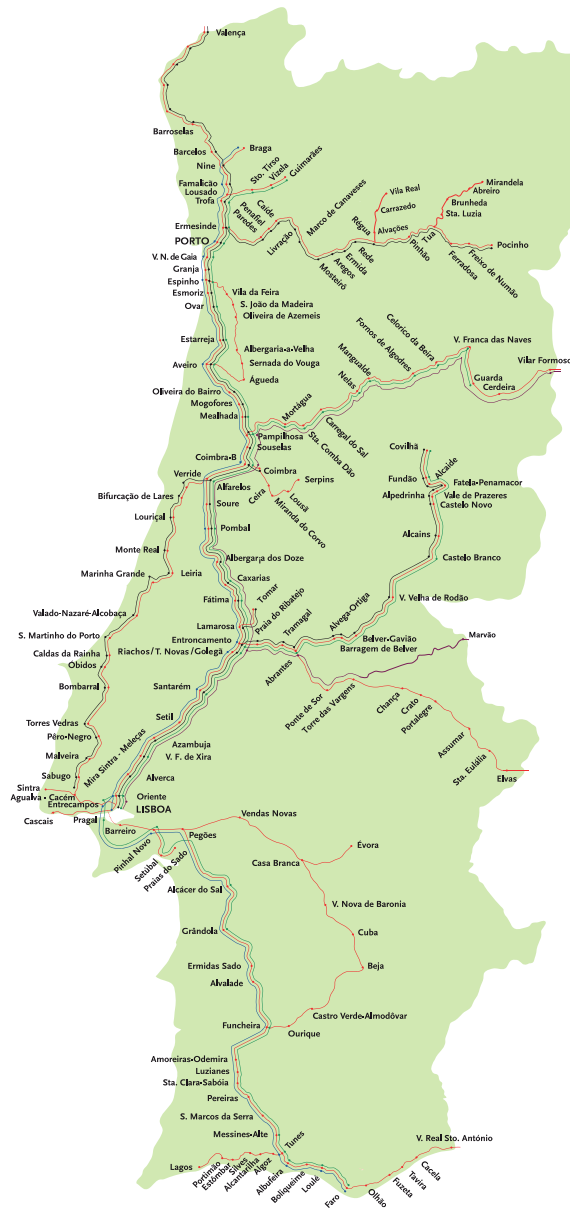 Valença
Barroselas
Barcelos
Braga
Nine
Sto. Tirso
Vizela
Guimarães
Famalicão
Lousado
Trofa
Caíde
Penafiel
Paredes
Marco de Canaveses
Vila Real
Carrazedo
Mirandela
Abreiro
Brunheda
Sta. Luzia
Ermesinde
PORTO
Livração
Mosteirô
Aregos
Ermida
Rede
Régua
Alvações
Pinhão
Tua
Ferradosa
Freixo de Numão
Pocinho
V. N. de Gaia
Granja
Espinho
Esmoriz
Ovar
Vila da Feira
S. João da Madeira
Oliveira de Azemeis
Estarreja
Albergaria-a-Velha
Sernada do Vouga
Aveiro
Águeda
Oliveira do Bairro
Mogofores
Mealhada
Mortágua
Sta. Comba Dão
Carregal do Sal
Nelas
Mangualde
Fornos de Algodres
Celorico da Beira
V. Franca das Naves
Vilar Formoso
Guarda
Cerdeira
Pampilhosa
Souselas
Coimbra-B
Coimbra
Serpins
Ceira
Lousã
Miranda do Corvo
Covilhã
Alcaide
Fundão
Fatela-Penamacor
Alpedrinha
Vale de Prazeres
Castelo Novo
Verride
Alfarelos
Bifurcação de Lares
Soure
Louriçal
Pombal
Alcains
Monte Real
Albergaria dos Doze
Castelo Branco
Marinha Grande
Leiria
Caxarias
Tomar
Praia do Ribatejo
Fátima
V. Velha de Rodão
Valado-Nazaré-Alcobaça
Lamarosa
Tramagal
Alvega-Ortiga
S. Martinho do Porto
Entroncamento
Belver-Gavião
Barragem de Belver
Marvão
Caldas da Rainha
Riachos/T. Novas/Golegã
Óbidos
Abrantes
Bombarral
Santarém
Ponte de Sor
Torre das Vargens
Chança
Crato
Portalegre
Assumar
Sta. Eulália
Elvas
Torres Vedras
Setil
Pêro-Negro
Azambuja
Malveira
Mira Sintra - Meleças
V. F. de Xira
Sabugo
Alverca
Sintra
Agualva-Cacém
Oriente
Entrecampos
LISBOA
Cascais
Pragal
Barreiro
Vendas Novas
Pinhal Novo
Pegões
Setúbal
Praias do Sado
Casa Branca
Évora
Alcácer do Sal
V. Nova de Baronia
Grândola
Cuba
Ermidas Sado
Beja
Alvalade
Castro Verde-Almodôvar
Funcheira
Ourique
Amoreiras-Odemira
Luzianes
Sta. Clara-Sabóia
Pereiras
S. Marcos da Serra
Messines-Alte
Tunes
V. Real Sto. António
Lagos
Portimão
Estômbar
Silves
Alcantarilha
Algoz
Albufeira
Boliqueime
Loulé
Faro
Olhão
Fuzeta
Tavira
Cacela